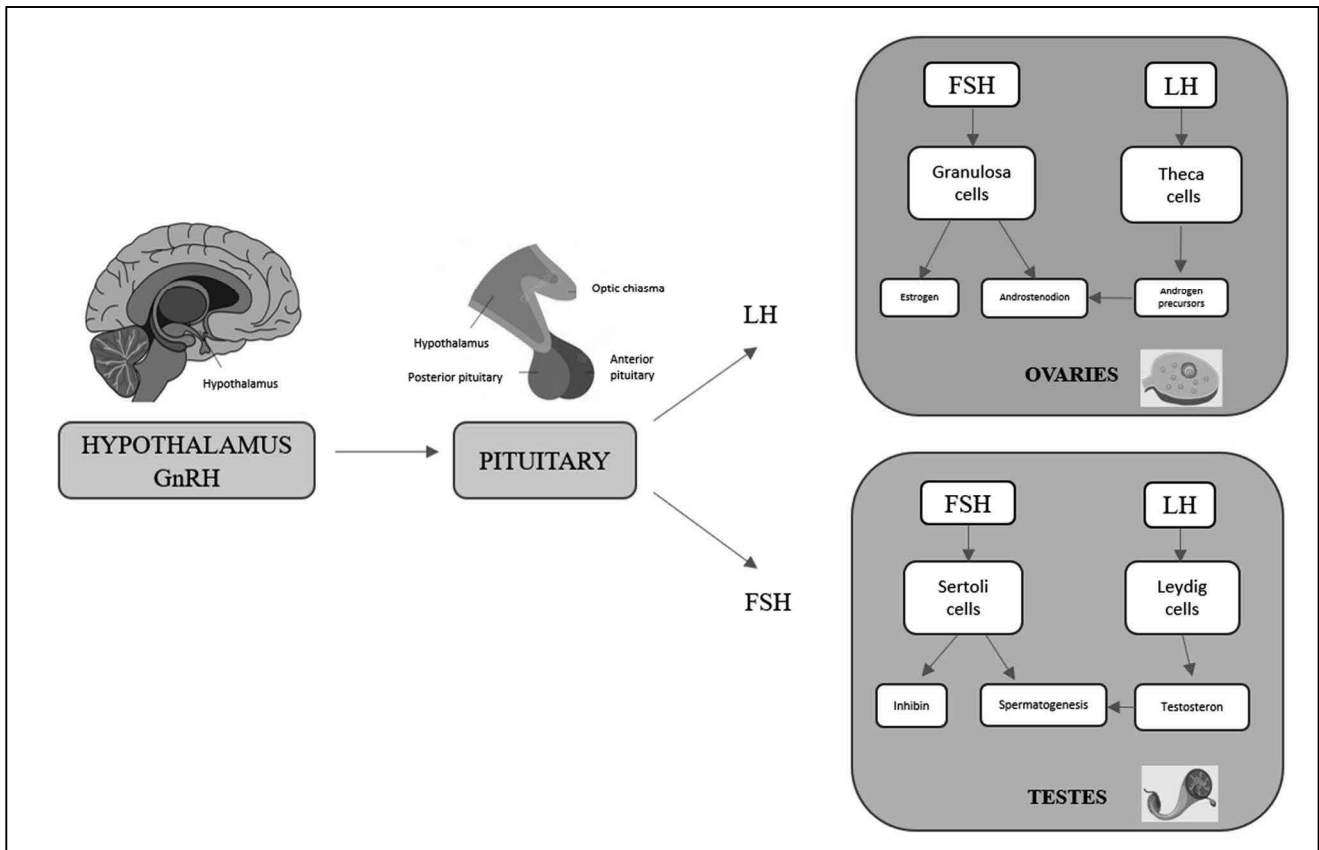 Hypothalamus
HYPOTHALAMUS
GnRH
Optic chiasma
Hypothalamus
Posterior pituitary
Anterior
pituitary
PITUITARY
LH
FSH
FSH
LH
Granulosa
cells
Theca
cells
Estrogen
Androstenodion
Androgen
precursors
OVARIES
FSH
LH
Sertoli
cells
Leydig
cells
Inhibin
Spermatogenesis
Testosteron
TESTES